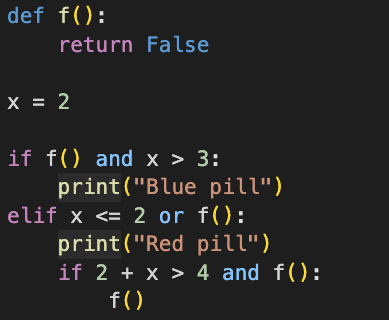 def f():
    return False

x = 2

if f() and x > 3:
    print("Blue pill")
elif x <= 2 or f():
    print("Red pill")
    if 2 + x > 4 and f():
        f()